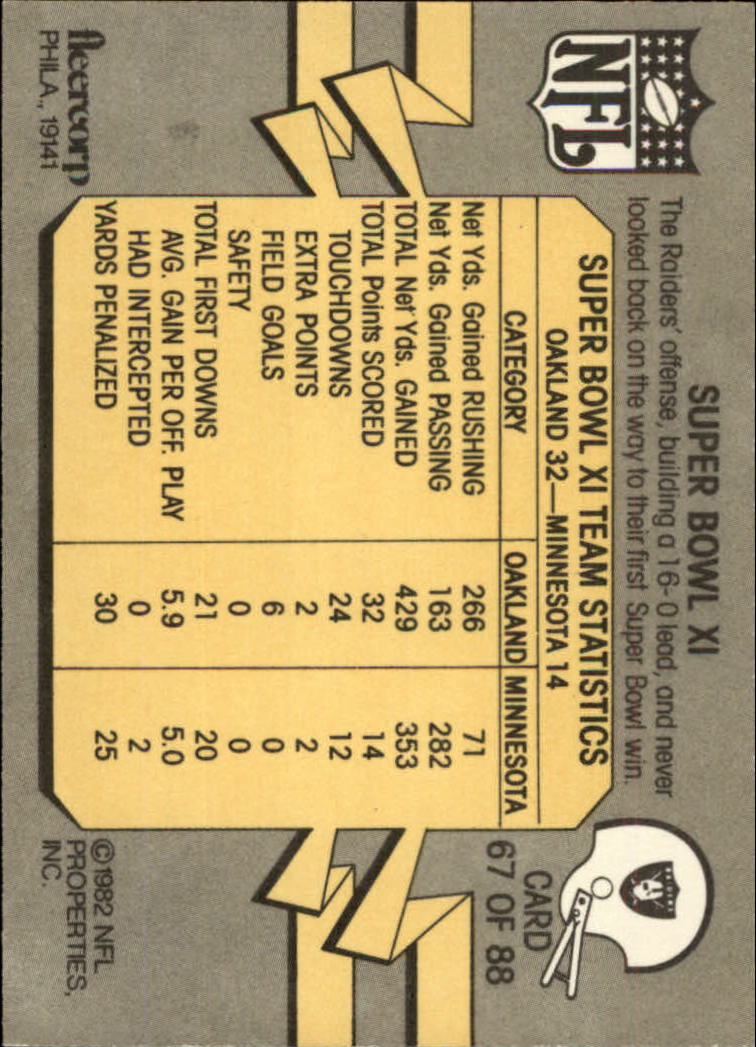 NFL
SUPER BOWL XI
The Raiders' offense, building a 16-0 lead, and never
looked back on the way to their first Super Bowl win.
RAIDERS
CARD
67 OF 88
SUPER BOWL XI TEAM STATISTICS
OAKLAND 32—MINNESOTA 14
CATEGORY OAKLAND MINNESOTA
Net Yds. Gained RUSHING 266 71
Net Yds. Gained PASSING 163 282
TOTAL Net Yds. GAINED 429 353
TOTAL Points SCORED 32 14
TOUCHDOWNS 24 12
EXTRA POINTS 2 2
FIELD GOALS 6 0
SAFETY 0 0
TOTAL FIRST DOWNS 21 20
AVG. GAIN PER OFF. PLAY 5.9 5.0
HAD INTERCEPTED 0 2
YARDS PENALIZED 30 25
fleercorp
PHILA., 19141
©1982 NFL
PROPERTIES,
INC.